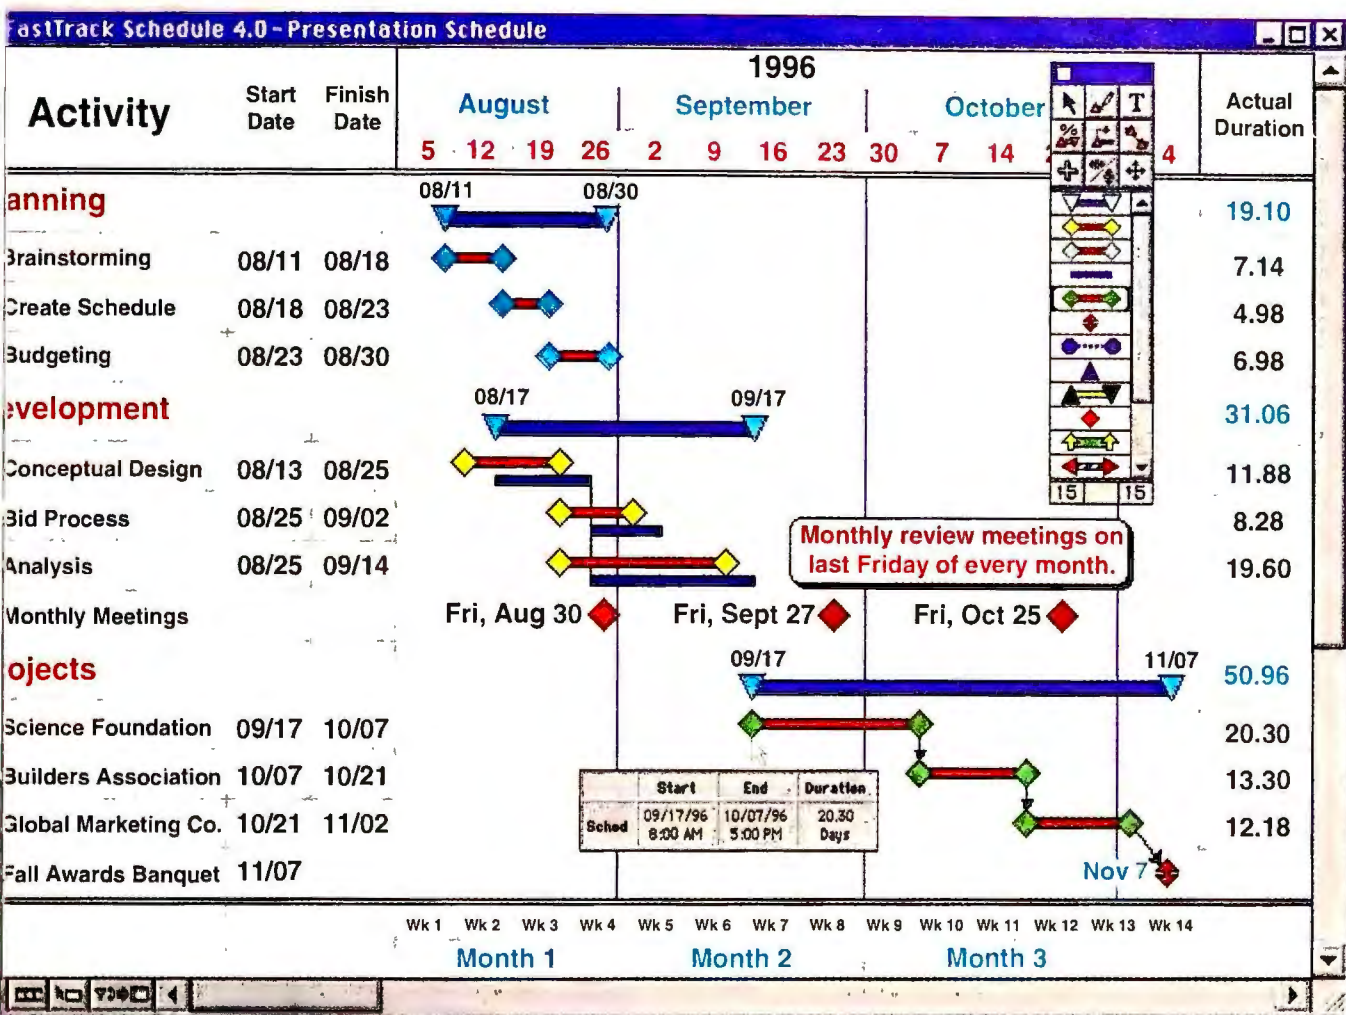 FastTrack Schedule 4.0-Presentation Schedule
1996
Activity Start Date Finish Date August September October Actual Duration
5 12 19 26 2 9 16 23 30 7 14 4
anning 08/11 08/30 19.10
Brainstorming 08/11 08/18 7.14
Create Schedule 08/18 08/23 4.98
Budgeting 08/23 08/30 6.98
evelopment 08/17 09/17 31.06
Conceptual Design 08/13 08/25 11.88
15 15
Bid Process 08/25 09/02 8.28
Monthly review meetings on
last Friday of every month.
Analysis 08/25 09/14 19.60
Monthly Meetings Fri, Aug 30 Fri, Sept 27 Fri, Oct 25
ojects 09/17 11/07 50.96
Science Foundation 09/17 10/07 20.30
Builders Association 10/07 10/21 13.30
Start End Duration
Sched 09/17/96 8:00 AM 10/07/96 5:00 PM 20.30 Days
Global Marketing Co. 10/21 11/02 12.18
Fall Awards Banquet 11/07 Nov 7
Wk 1 Wk 2 Wk 3 Wk 4 Wk 5 Wk 6 Wk 7 Wk 8 Wk 9 Wk 10 Wk 11 Wk 12 Wk 13 Wk 14
Month 1 Month 2 Month 3